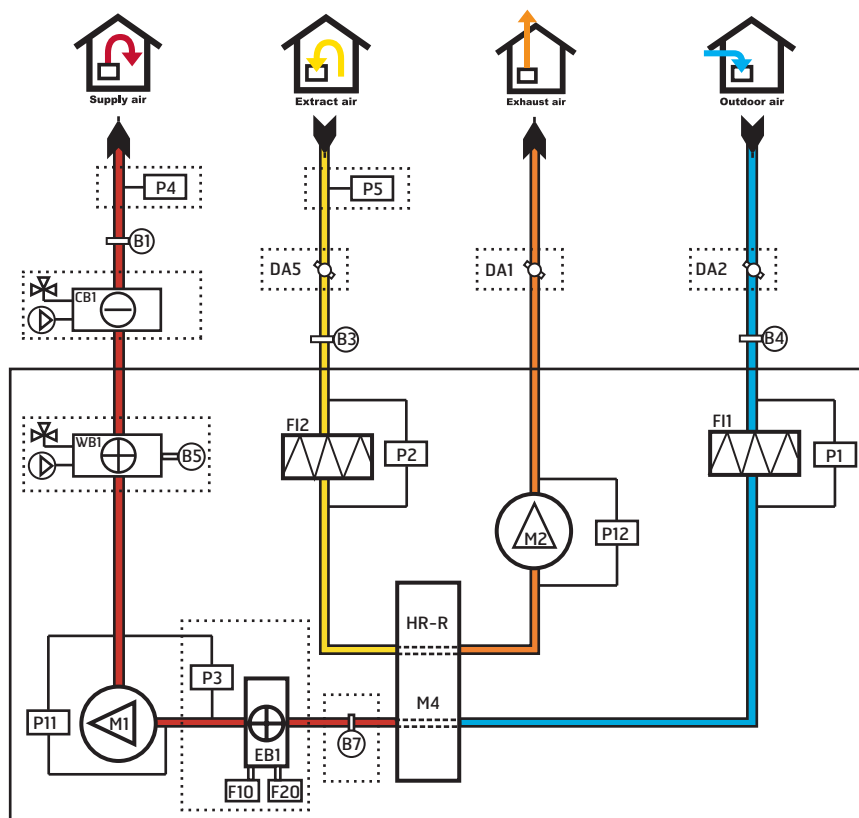 Supply air
Extract air
Exhaust air
Outdoor air
P4
P5
B1
DA5
DA1
DA2
CB1
B3
B4
WB1
B5
FI2
P2
FI1
P1
M2
P12
HR-R
P3
M4
P11
M1
B7
EB1
F10
F20